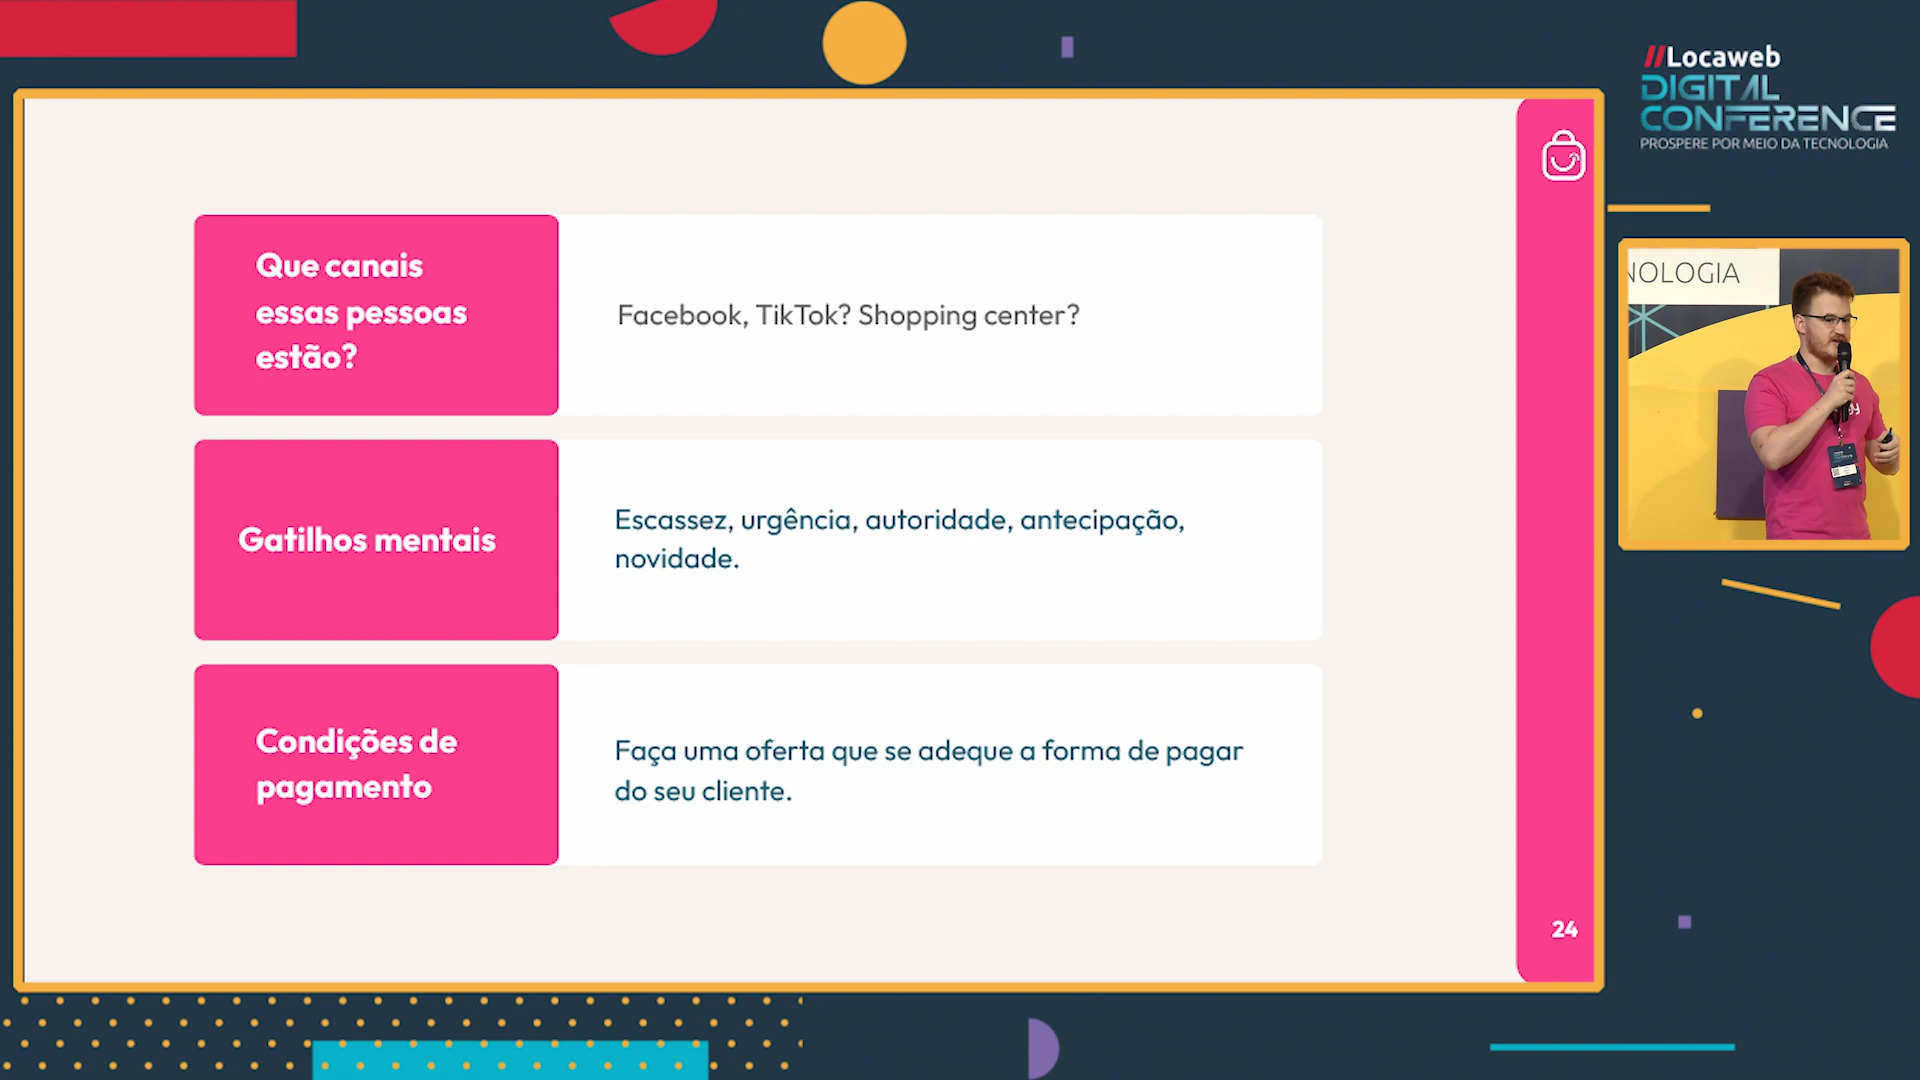 //Locaweb
DIGITAL
CONFERENCE
PROSPERE POR MEIO DA TECNOLOGIA
Que canais
essas pessoas
estão?
Facebook, TikTok? Shopping center?
Gatilhos mentais
Escassez, urgência, autoridade, antecipação,
novidade.
Condições de
pagamento
Faça uma oferta que se adeque a forma de pagar
do seu cliente.
24
NOLOGIA